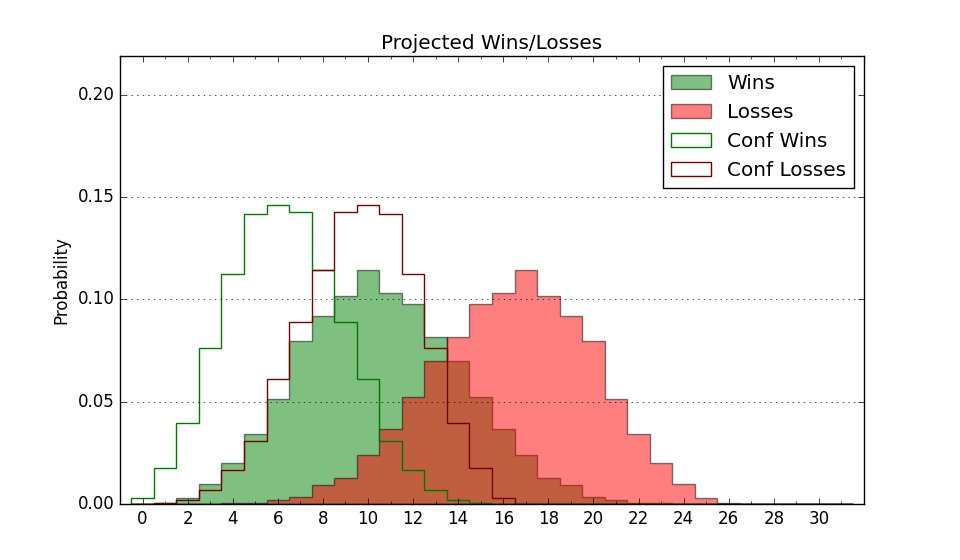 Projected Wins/Losses
Wins
Losses
Conf Wins
Conf Losses
Probability
0.20
0.15
0.10
0.05
0.00
0 2 4 6 8 10 12 14 16 18 20 22 24 26 28 30